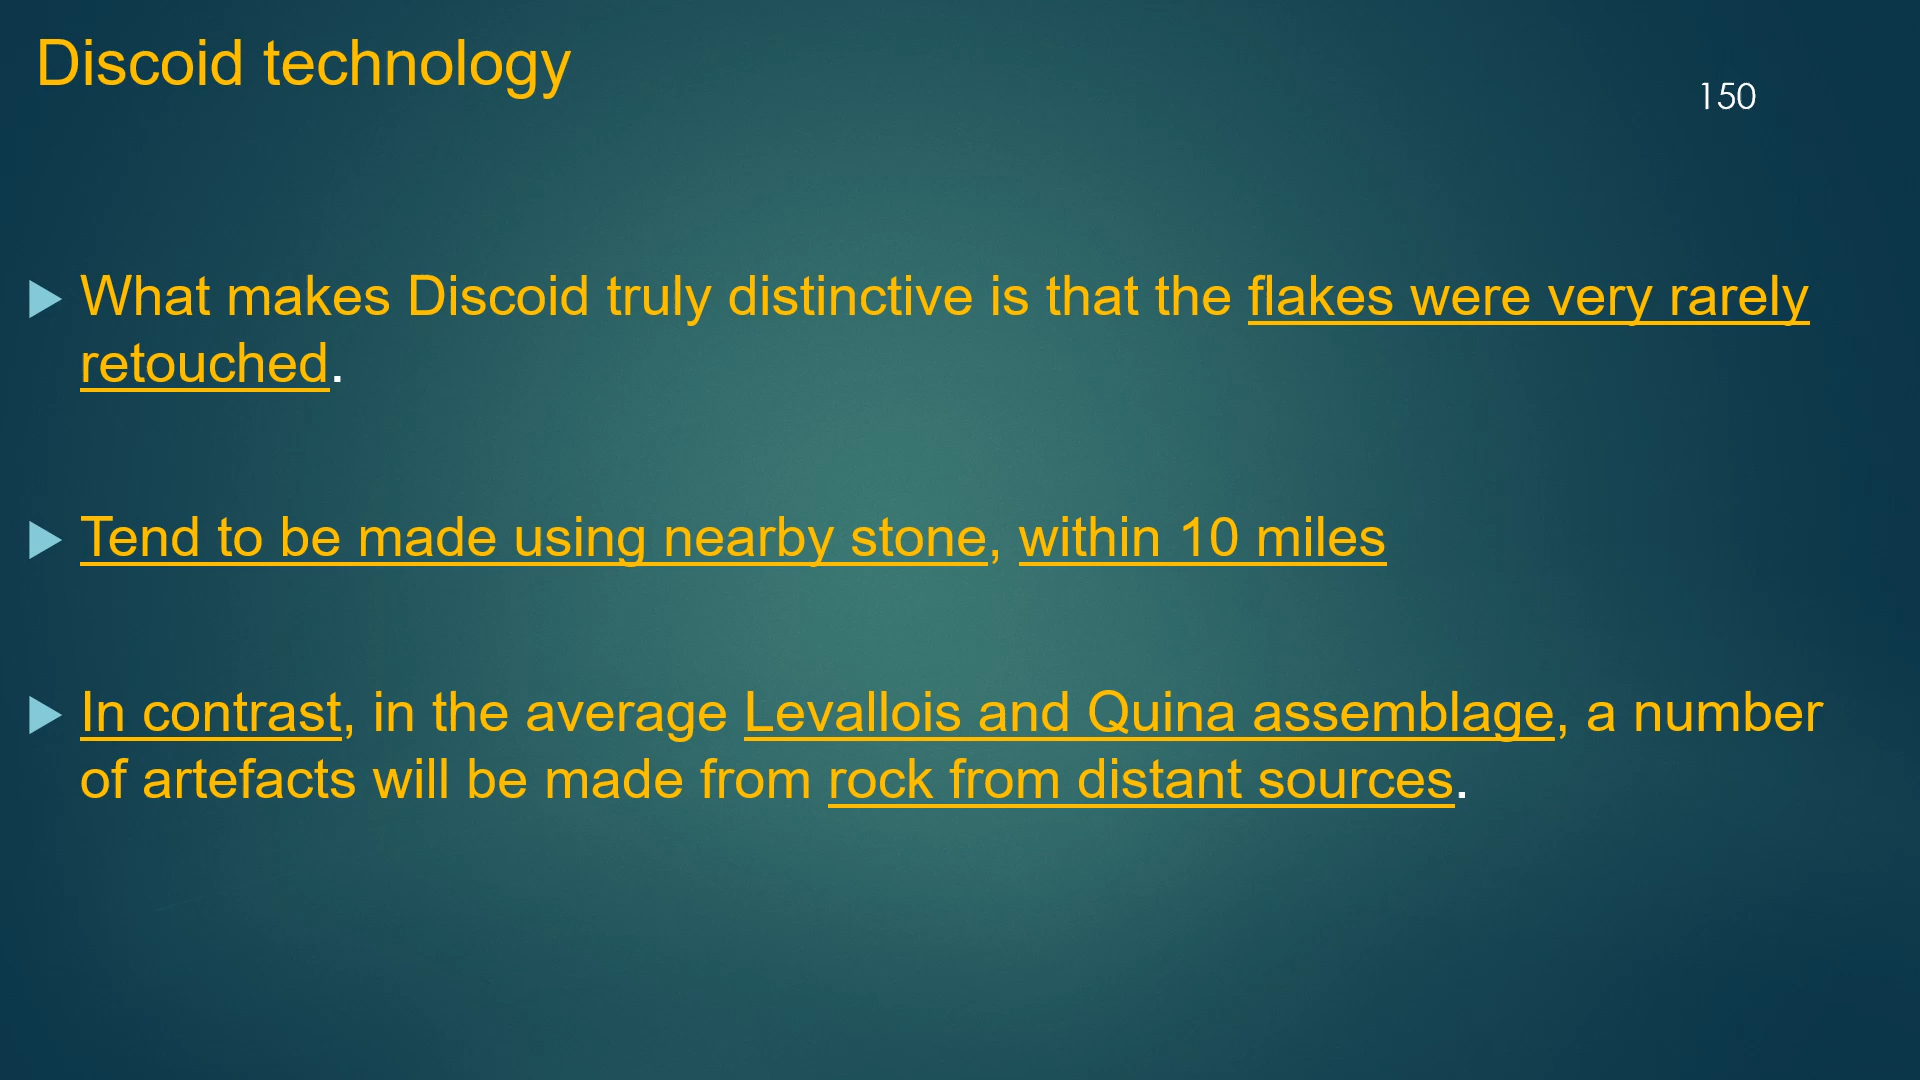 Discoid technology
150
What makes Discoid truly distinctive is that the flakes were very rarely
retouched.
Tend to be made using nearby stone, within 10 miles
In contrast, in the average Levallois and Quina assemblage, a number
of artefacts will be made from rock from distant sources.